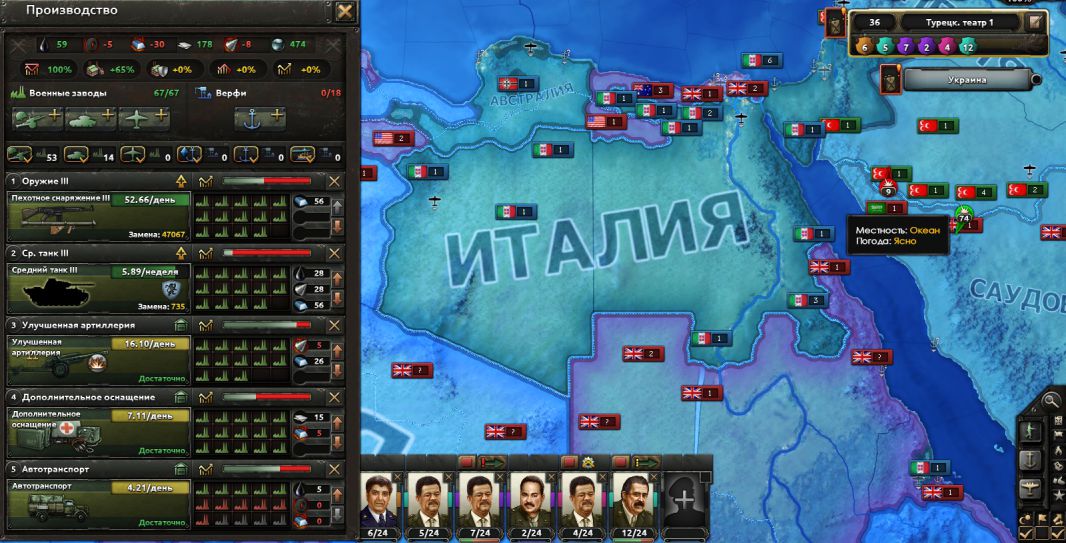 Производство
59 -5 -30 178 -8 474
100% +65% +0% +0% +0%
Военные заводы 67/67 Верфи 0/18
53 14 0 0 0 0
1 Оружие III
Пехотное снаряжение III 52.66/день 56
Замена: 47067
2 Ср. танк III
Средний танк III 5.89/неделя 28
28
Замена: 735 56
3 Улучшенная артиллерия
Улучшенная артиллерия 16.10/день 5
26
Достаточно
4 Дополнительное оснащение
Дополнительное оснащение 7.11/день 15
5
Достаточно
5 Автотранспорт
Автотранспорт 4.21/день 5
0
Достаточно 0
36 Турецк. театр 1
6 5 7 2 4 12
Украина
АВСТРАЛИЯ
ИТАЛИЯ
САУДОВ
Местность: Океан
Погода: Ясно
9
74
6/24 5/24 7/24 2/24 4/24 12/24